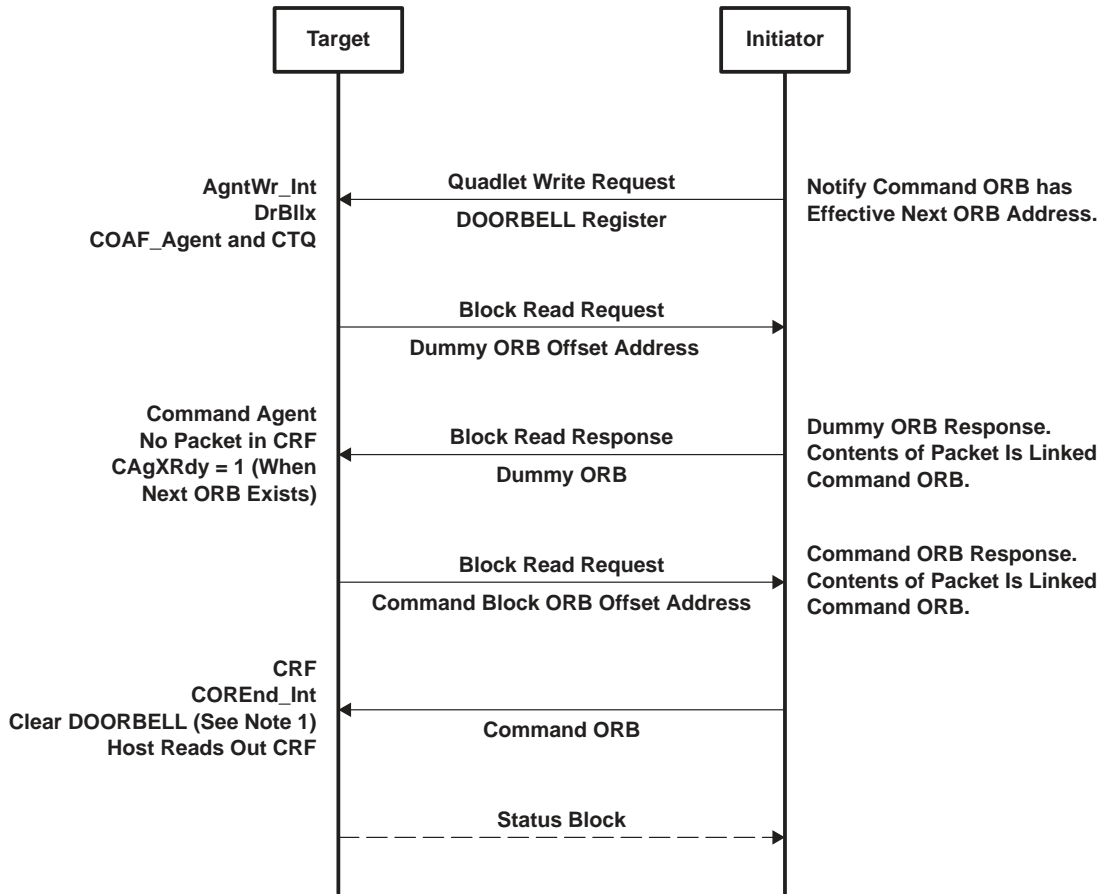 Target
Initiator
AgntWr_Int
DrBllx
COAF_Agent and CTQ
Quadlet Write Request
DOORBELL Register
Notify Command ORB has
Effective Next ORB Address.
Block Read Request
Dummy ORB Offset Address
Command Agent
No Packet in CRF
CAgXRdy = 1 (When
Next ORB Exists)
Block Read Response
Dummy ORB
Dummy ORB Response.
Contents of Packet Is Linked
Command ORB.
Block Read Request
Command Block ORB Offset Address
Command ORB Response.
Contents of Packet Is Linked
Command ORB.
CRF
COREnd_Int
Clear DOORBELL (See Note 1)
Host Reads Out CRF
Command ORB
Status Block